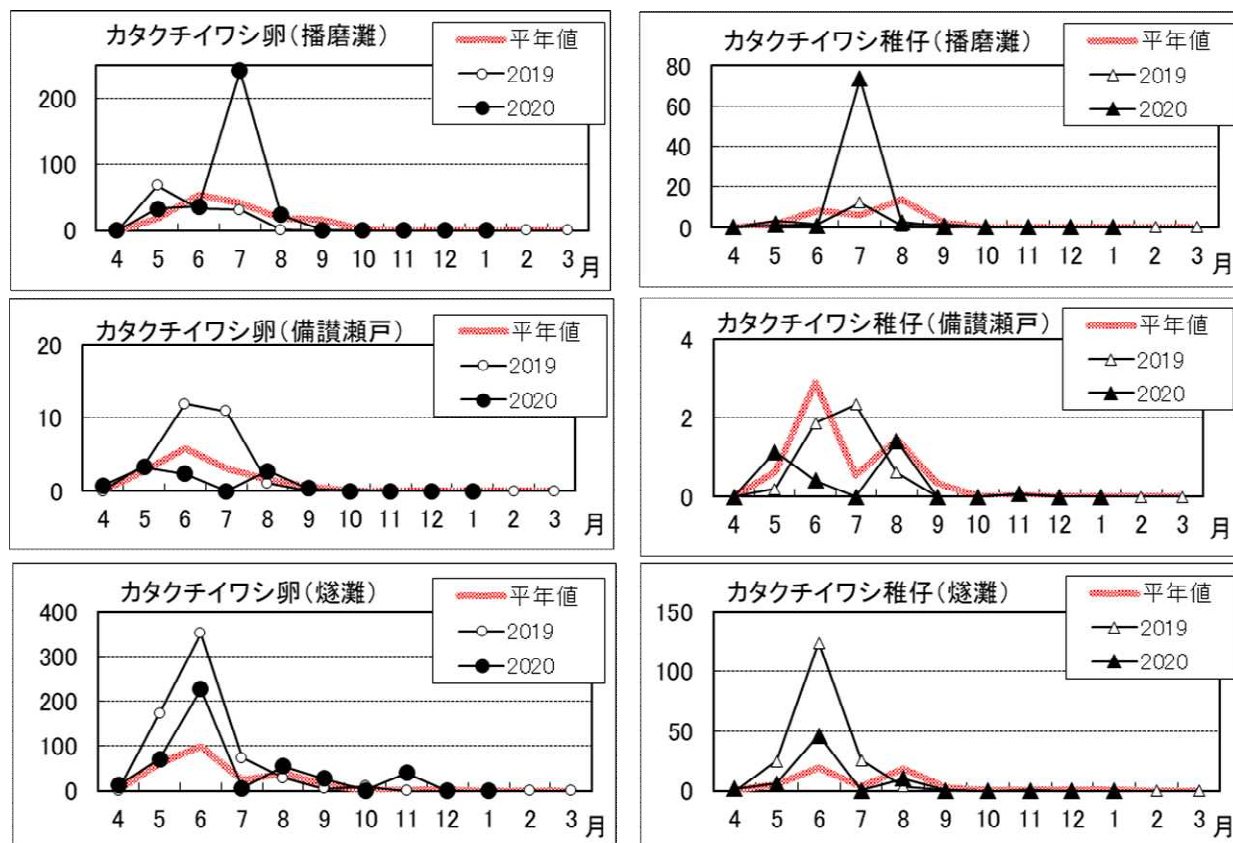 カタクチイワシ卵(播磨灘)
平年値
2019
2020
200
100
0
4 5 6 7 8 9 10 11 12 1 2 3 月
カタクチイワシ稚仔(播磨灘)
平年値
2019
2020
80
60
40
20
0
4 5 6 7 8 9 10 11 12 1 2 3 月
カタクチイワシ卵(備讃瀬戸)
平年値
2019
2020
20
10
0
4 5 6 7 8 9 10 11 12 1 2 3 月
カタクチイワシ稚仔(備讃瀬戸)
平年値
2019
2020
4
2
0
4 5 6 7 8 9 10 11 12 1 2 3 月
カタクチイワシ卵(燧灘)
平年値
2019
2020
400
300
200
100
0
4 5 6 7 8 9 10 11 12 1 2 3 月
カタクチイワシ稚仔(燧灘)
平年値
2019
2020
150
100
50
0
4 5 6 7 8 9 10 11 12 1 2 3 月